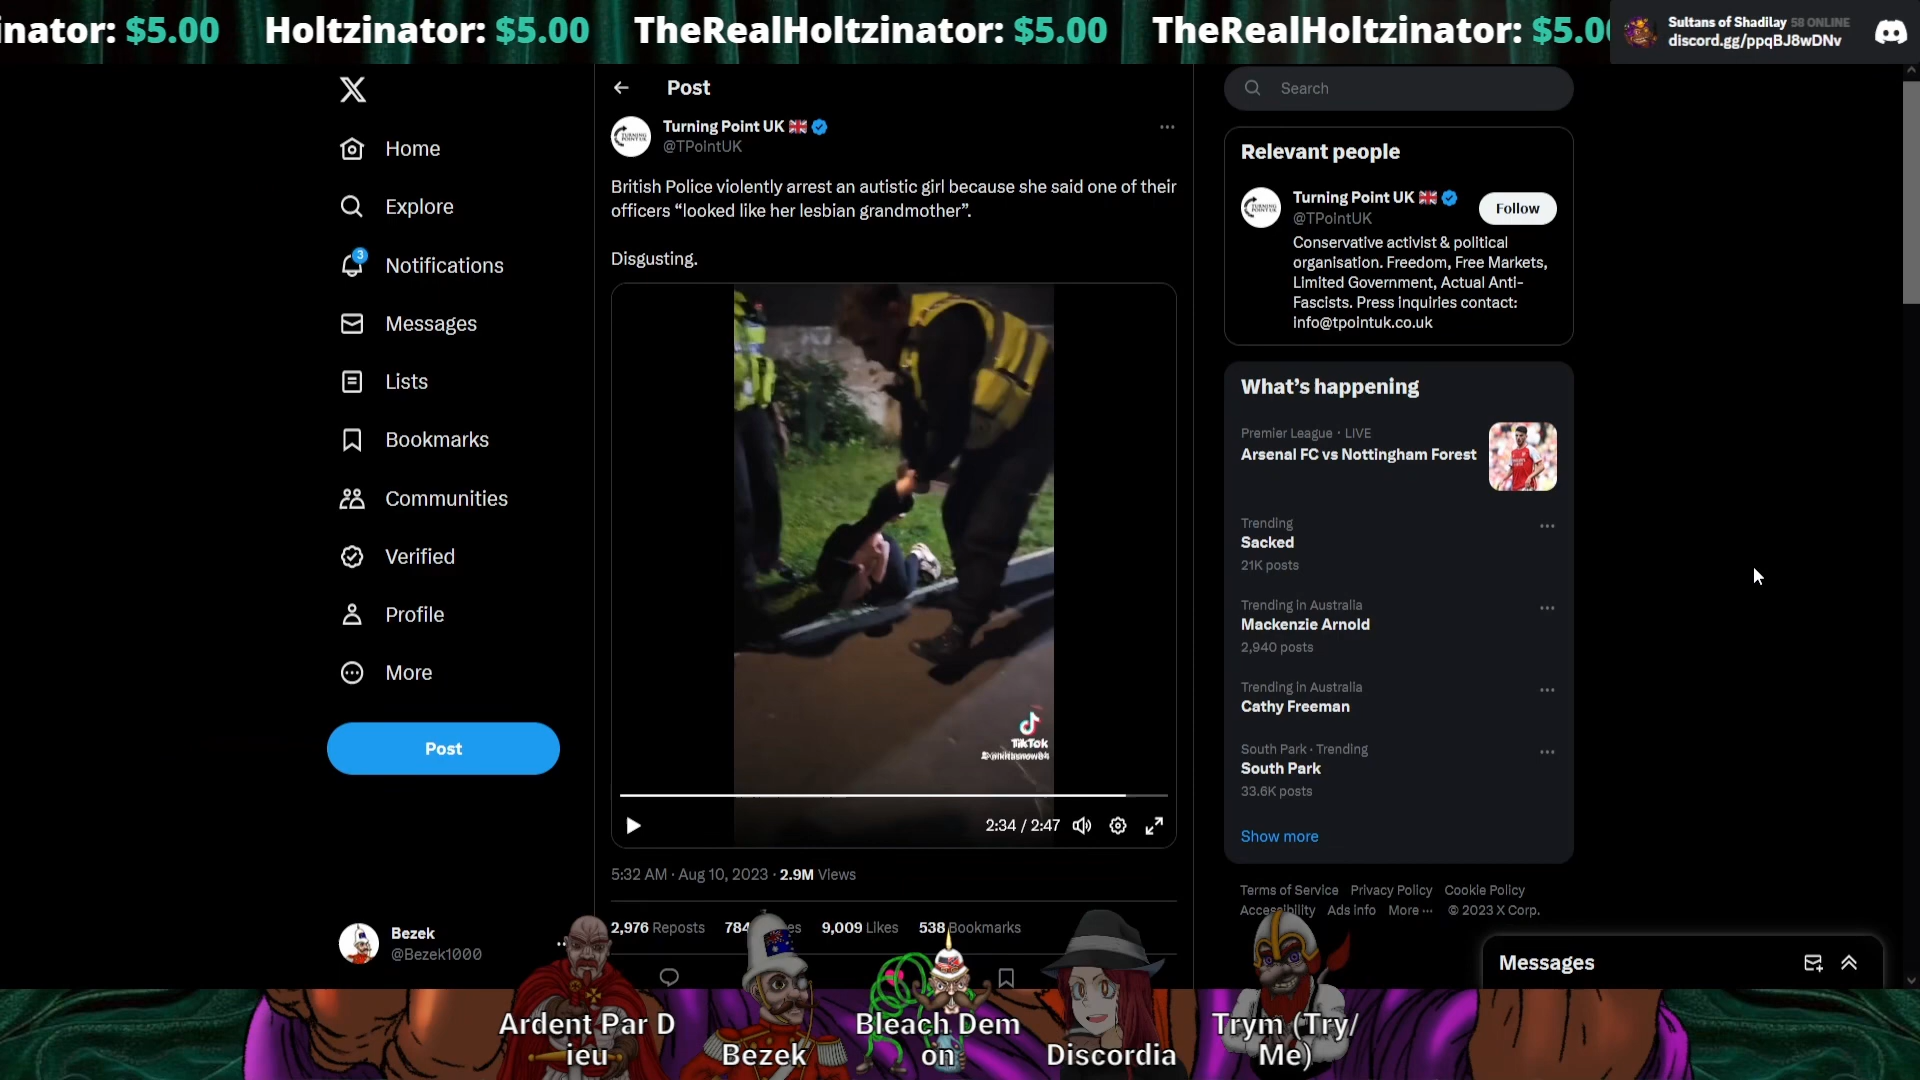 inator: $5.00 Holtzinator: $5.00 TheRealHoltzinator: $5.00 TheRealHoltzinator: $5.00
Sultans of Shadilay 58 ONLINE
discord.gg/ppqBJ8wDNv
Home
Explore
3
Notifications
Messages
Lists
Bookmarks
Communities
Verified
Profile
More
Post
Bezek
@Bezek1000
Post
Turning Point UK
@TPointUK
British Police violently arrest an autistic girl because she said one of their
officers “looked like her lesbian grandmother”.
Disgusting.
TikTok
2:34 / 2:47
5:32 AM · Aug 10, 2023 · 2.9M Views
2,976 Reposts 784 es 9,009 Likes 538 Bookmarks
Search
Relevant people
Turning Point UK
@TPointUK
Follow
Conservative activist & political
organisation. Freedom, Free Markets,
Limited Government, Actual Anti-
Fascists. Press inquiries contact:
info@tpointuk.co.uk
What’s happening
Premier League · LIVE
Arsenal FC vs Nottingham Forest
Trending
Sacked
21K posts
Trending in Australia
Mackenzie Arnold
2,940 posts
Trending in Australia
Cathy Freeman
South Park · Trending
South Park
33.6K posts
Show more
Terms of Service Privacy Policy Cookie Policy
Accessibility Ads info More ··· © 2023 X Corp.
Messages
Ardent Par D
ieu
Bezek
Bleach Dem
on
Discordia
Trym (Try/
Me)